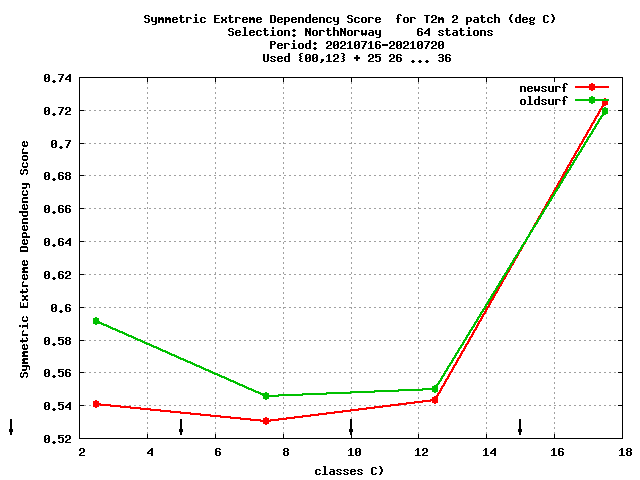 Symmetric Extreme Dependency Score  for T2m 2 patch (deg C)
Selection: NorthNorway     64 stations
Period: 20210716-20210720
Used {00,12} + 25 26 ... 36
newsurf
oldsurf
Symmetric Extreme Dependency Score
0.74
0.72
0.7
0.68
0.66
0.64
0.62
0.6
0.58
0.56
0.54
0.52
2 4 6 8 10 12 14 16 18
classes C)